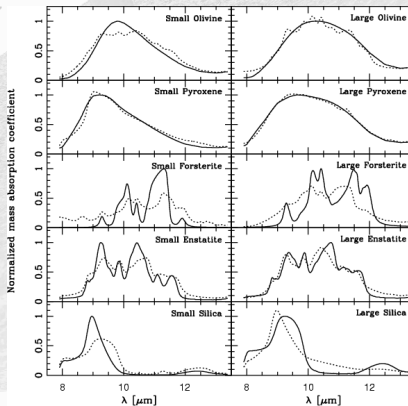 Normalized mass absorption coefficient
Small Olivine
Large Olivine
0 0.5 1
Small Pyroxene
Large Pyroxene
0 0.5 1
Small Forsterite
Large Forsterite
0 0.5 1
Small Enstatite
Large Enstatite
0 0.5 1
Small Silica
Large Silica
0 0.5 1
8 10 12
8 10 12
λ [μm]
λ [μm]